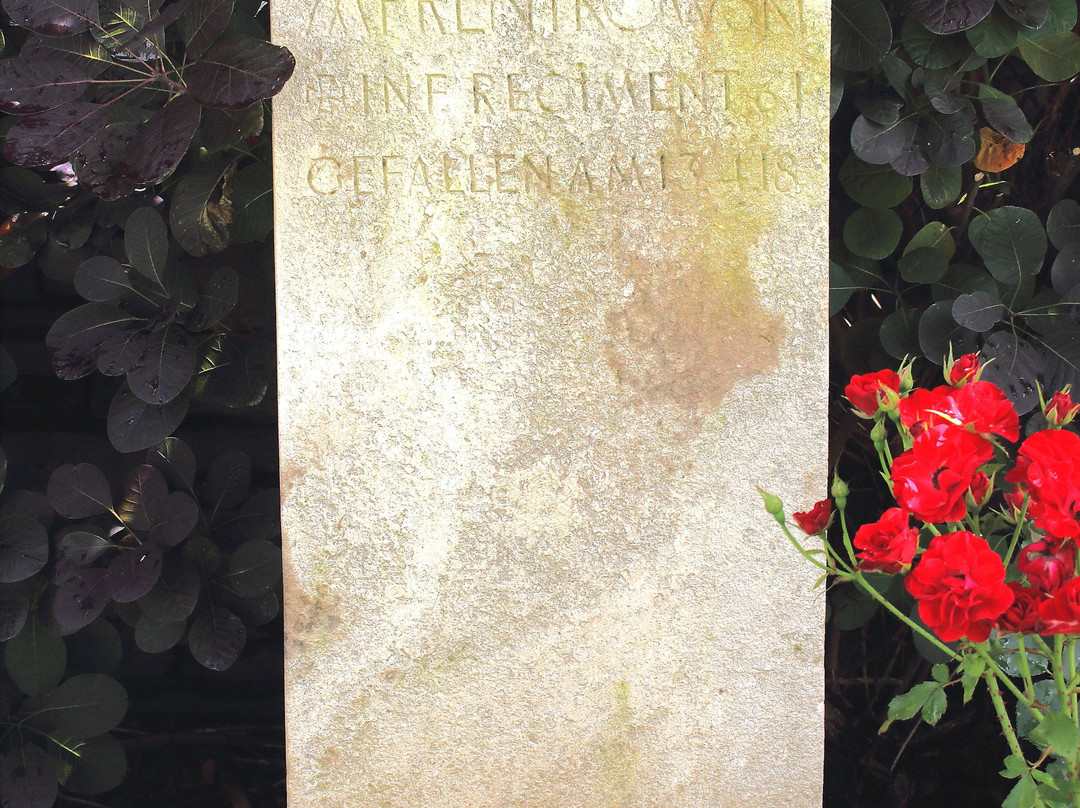 INF REGIMENT 61
GEFALLEN AM 13 4 18